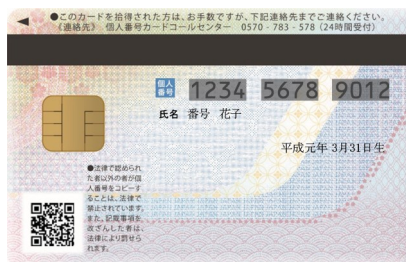 ●このカードを拾得された方は、お手数ですが、下記連絡先までご連絡ください。
《連絡先》 個人番号カードコールセンター 0570-783-578 (24時間受付)
個人番号 1234 5678 9012
氏名 番号 花子
平成元年 3月31日生
●法律で認められ
た者以外の者が個
人番号をコピーす
ることは、法律で
禁止されています。
また、記載事項を
改ざんした者は、
法律により罰せら
れます。